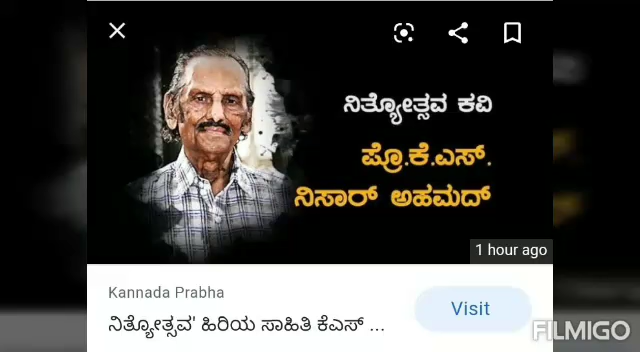 ನಿತ್ಯೋತ್ಸವ ಕವಿ
ಪ್ರೊ.ಕೆ.ಎಸ್.
ನಿಸಾರ್ ಅಹಮದ್
1 hour ago
Kannada Prabha
ನಿತ್ಯೋತ್ಸವ' ಹಿರಿಯ ಸಾಹಿತಿ ಕೆಎಸ್ ...
Visit
FILMIGO